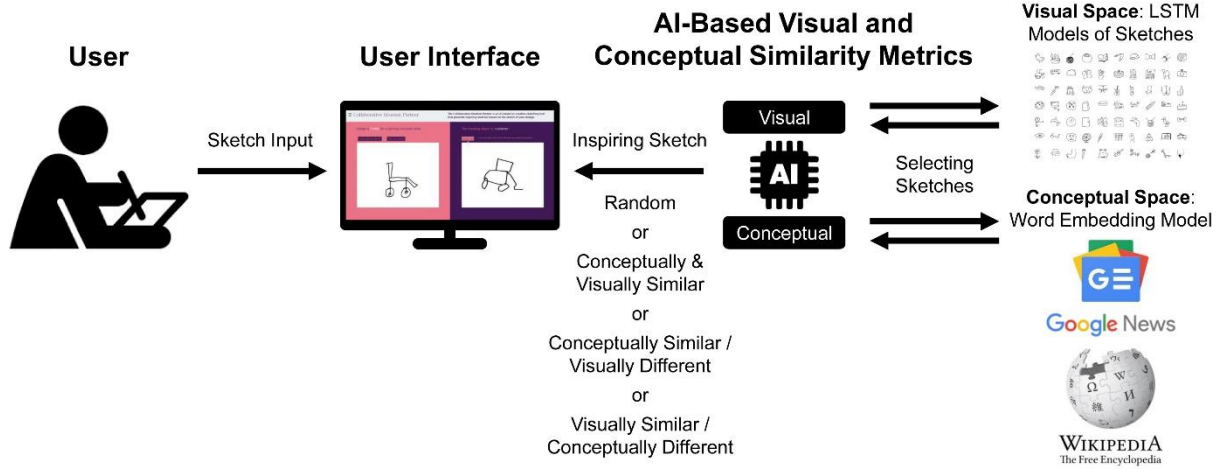 User
User Interface
AI-Based Visual and
Conceptual Similarity Metrics
Visual Space: LSTM
Models of Sketches
Sketch Input
Inspiring Sketch
Random
or
Conceptually &
Visually Similar
or
Conceptually Similar /
Visually Different
or
Visually Similar /
Conceptually Different
Visual
AI
Conceptual
Selecting
Sketches
Conceptual Space:
Word Embedding Model
GE
Google News
Ω W И
WIKIPEDIA
The Free Encyclopedia